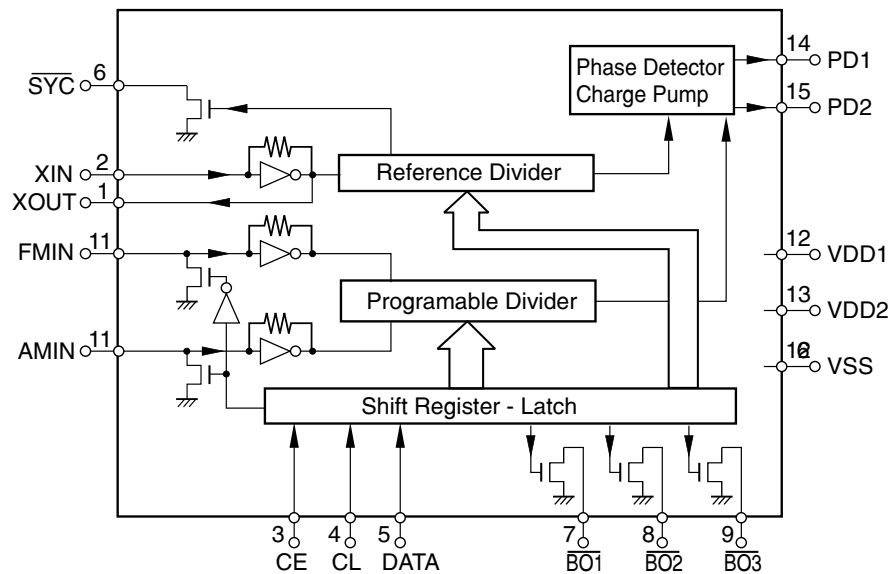 6
SYC
XIN
2
XOUT
1
FMIN
11
AMIN
11
Phase Detector
Charge Pump
14
PD1
15
PD2
Reference Divider
Programable Divider
Shift Register - Latch
12
VDD1
13
VDD2
VSS
3
CE
4
CL
5
DATA
7
BO1
8
BO2
9
BO3